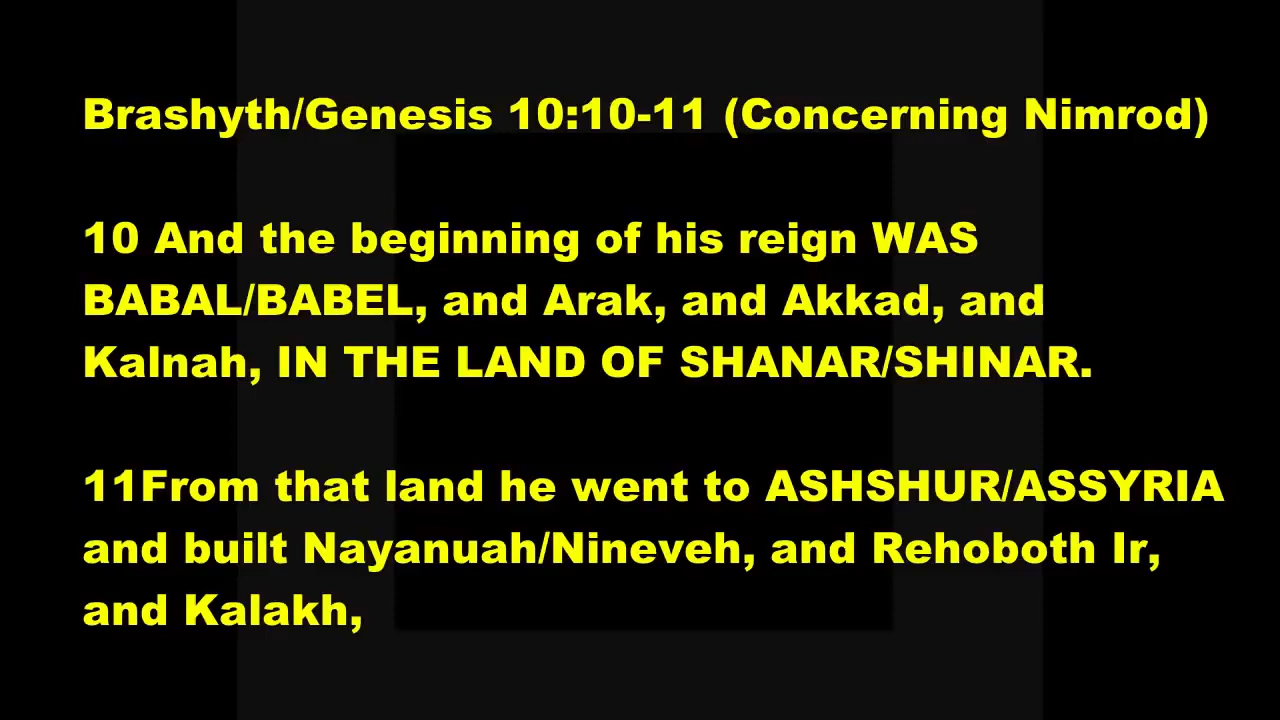 Brashyth/Genesis 10:10-11 (Concerning Nimrod)
10 And the beginning of his reign WAS
BABAL/BABEL, and Arak, and Akkad, and
Kalnah, IN THE LAND OF SHANAR/SHINAR.
11From that land he went to ASHSHUR/ASSYRIA
and built Nayanuah/Nineveh, and Rehoboth Ir,
and Kalakh,